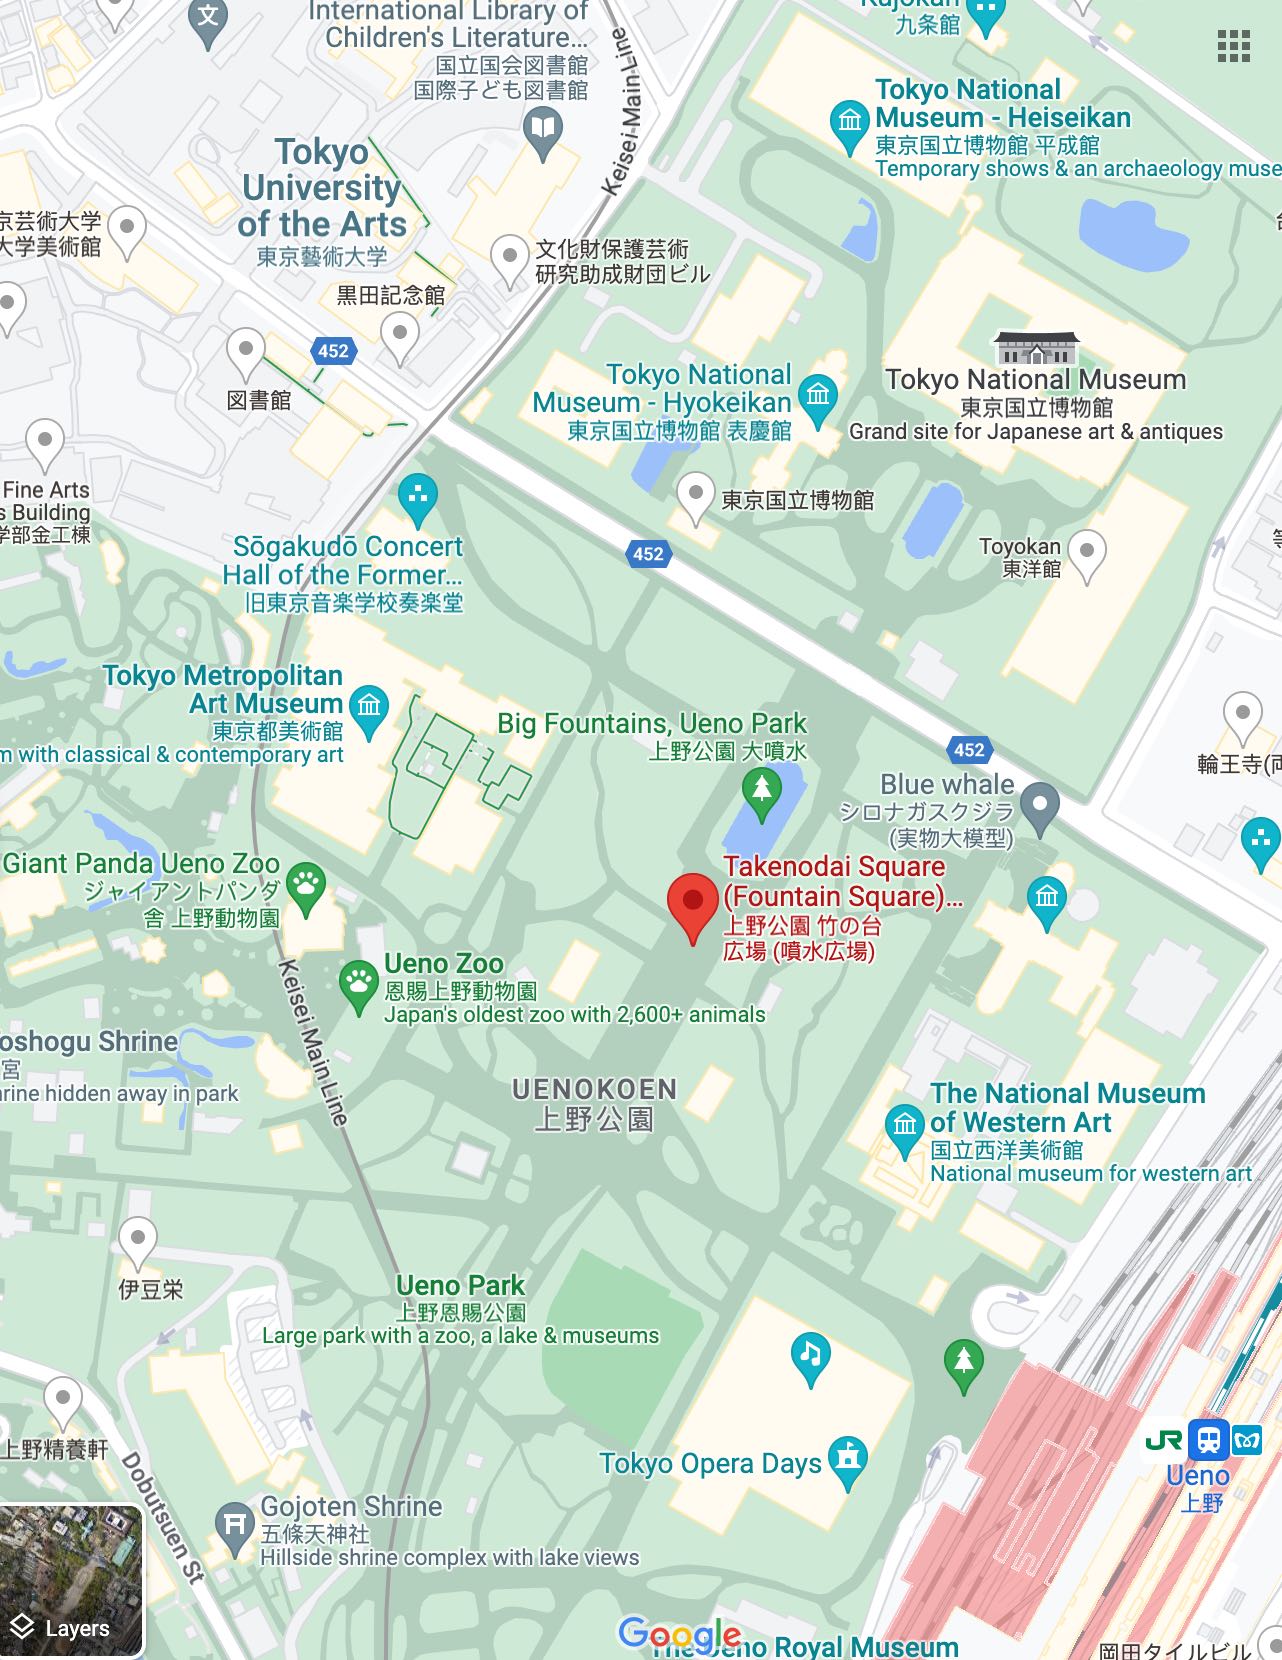 International Library of
Children's Literature...
国立国会図書館
国際子ども図書館
Keisei Main Line
九条館
Tokyo National
Museum - Heiseikan
東京国立博物館 平成館
Temporary shows & an archaeology muse
Tokyo
University
of the Arts
東京藝術大学
京芸術大学
大学美術館
文化財保護芸術
研究助成財団ビル
黒田記念館
452
図書館
Tokyo National
Museum - Hyokeikan
東京国立博物館 表慶館
Tokyo National Museum
東京国立博物館
Grand site for Japanese art & antiques
Fine Arts
s Building
学部金工棟
東京国立博物館
Toyokan
東洋館
452
Sōgakudō Concert
Hall of the Former...
旧東京音楽学校奏楽堂
Tokyo Metropolitan
Art Museum
東京都美術館
m with classical & contemporary art
Big Fountains, Ueno Park
上野公園 大噴水
452
輪王寺(両
Blue whale
シロナガスクジラ
(実物大模型)
Giant Panda Ueno Zoo
ジャイアントパンダ
舎 上野動物園
Takenodai Square
(Fountain Square)...
上野公園 竹の台
広場 (噴水広場)
Ueno Zoo
恩賜上野動物園
Japan's oldest zoo with 2,600+ animals
Keisei Main Line
oshogu Shrine
宮
rine hidden away in park
UENOKOEN
上野公園
The National Museum
of Western Art
国立西洋美術館
National museum for western art
伊豆栄
Ueno Park
上野恩賜公園
Large park with a zoo, a lake & museums
上野精養軒
Dobutsuen St
Tokyo Opera Days
JR
Ueno
上野
Gojoten Shrine
五條天神社
Hillside shrine complex with lake views
Layers
Google
The Ueno Royal Museum
岡田タイルビル